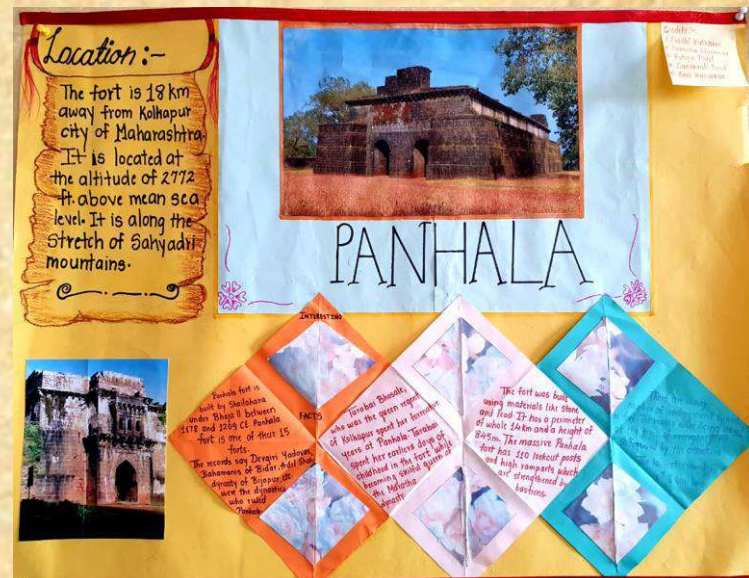 Location :-
The fort is 18 km
away from Kolhapur
city of Maharashtra.
It is located at
the altitude of 2772
ft. above mean sea
level. It is along the
stretch of Sahyadri
mountains.
PANHALA
INTERESTING
FACTS
Panhala fort is
built by Shailahara
under Bhoja II between
1178 and 1209 CE Panhala
fort is one of their 15
forts.
The records say Devgiri Yadavas,
Bahamanis of Bidar, Adil Shahi
dynasty of Bijapur, etc
were the dynasties
who ruled
Panhala
Tarabai Bhosale,
who was the queen regent
of Kolhapur spent her formative
years at Panhala. Tarabai
spent her earliest days of
childhood in the fort while
becoming a skilful queen of
the Maratha
dynasty
The fort was built
using materials like stone
and lead. It has a perimeter
of whole 14km and a height of
845m. The massive Panhala
fort has 110 lookout posts
and high ramparts which
are strengthened by
bastions.
Credits:-